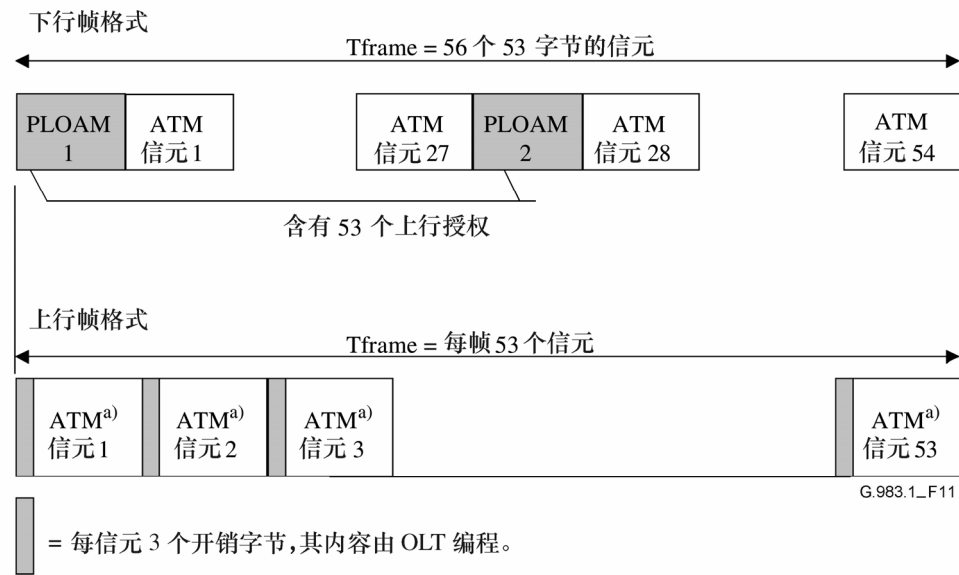 下行帧格式
Tframe = 56 个 53 字节的信元
PLOAM 1
ATM 信元 1
ATM 信元 27
PLOAM 2
ATM 信元 28
ATM 信元 54
含有 53 个上行授权
上行帧格式
Tframe = 每帧 53 个信元
ATMa) 信元 1
ATMa) 信元 2
ATMa) 信元 3
ATMa) 信元 53
G.983.1_F11
= 每信元 3 个开销字节,其内容由 OLT 编程。